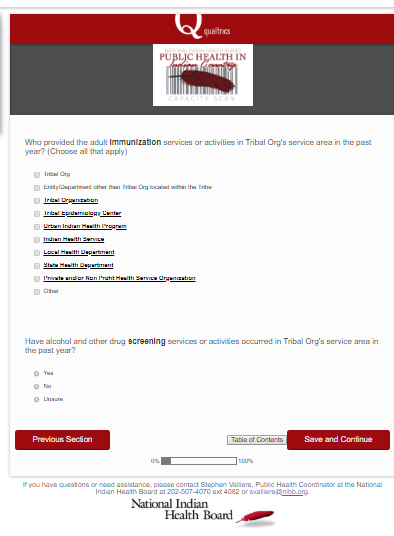 qualtrics
NATIONAL INDIAN HEALTH BOARD
PUBLIC HEALTH IN
Indian Country
CAPACITY SCAN
Who provided the adult immunization services or activities in Tribal Org's service area in the past
year? (Choose all that apply)
Tribal Org
Entity/Department other than Tribal Org located within the Tribe
Tribal Organization
Tribal Epidemiology Center
Urban Indian Health Program
Indian Health Service
Local Health Department
State Health Department
Private and/or Non Profit Health Service Organization
Other
Have alcohol and other drug screening services or activities occurred in Tribal Org's service area in
the past year?
Yes
No
Unsure
Previous Section
Table of Contents
Save and Continue
0%
100%
If you have questions or need assistance, please contact Stephen Valliere, Public Health Coordinator at the National
Indian Health Board at 202-507-4070 ext 4082 or svalliere@nihb.org.
National Indian
Health Board